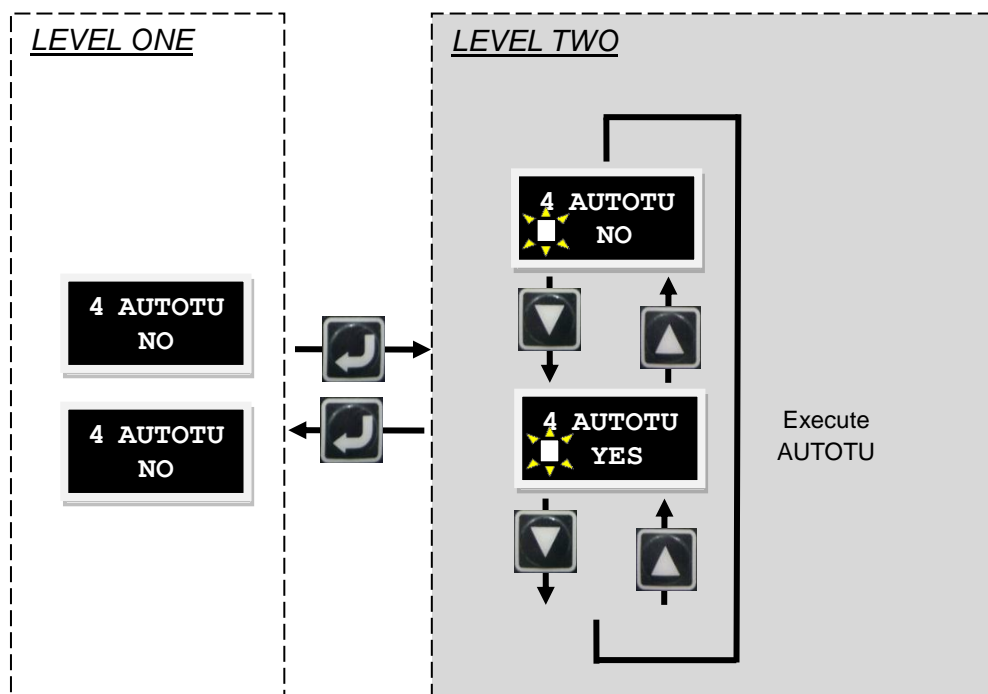 LEVEL ONE
LEVEL TWO
4 AUTOTU
NO
4 AUTOTU
NO
4 AUTOTU
NO
4 AUTOTU
YES
Execute
AUTOTU